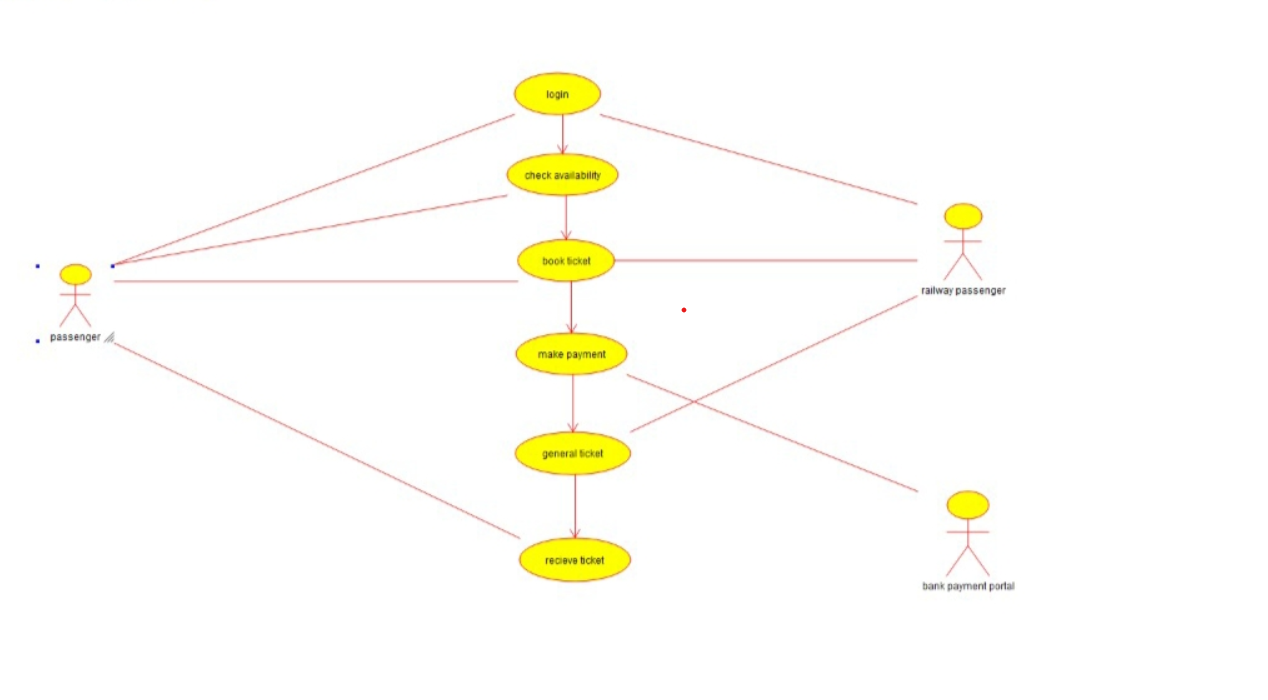 login
check availability
book ticket
railway passenger
passenger
make payment
general ticket
recieve ticket
bank payment portal